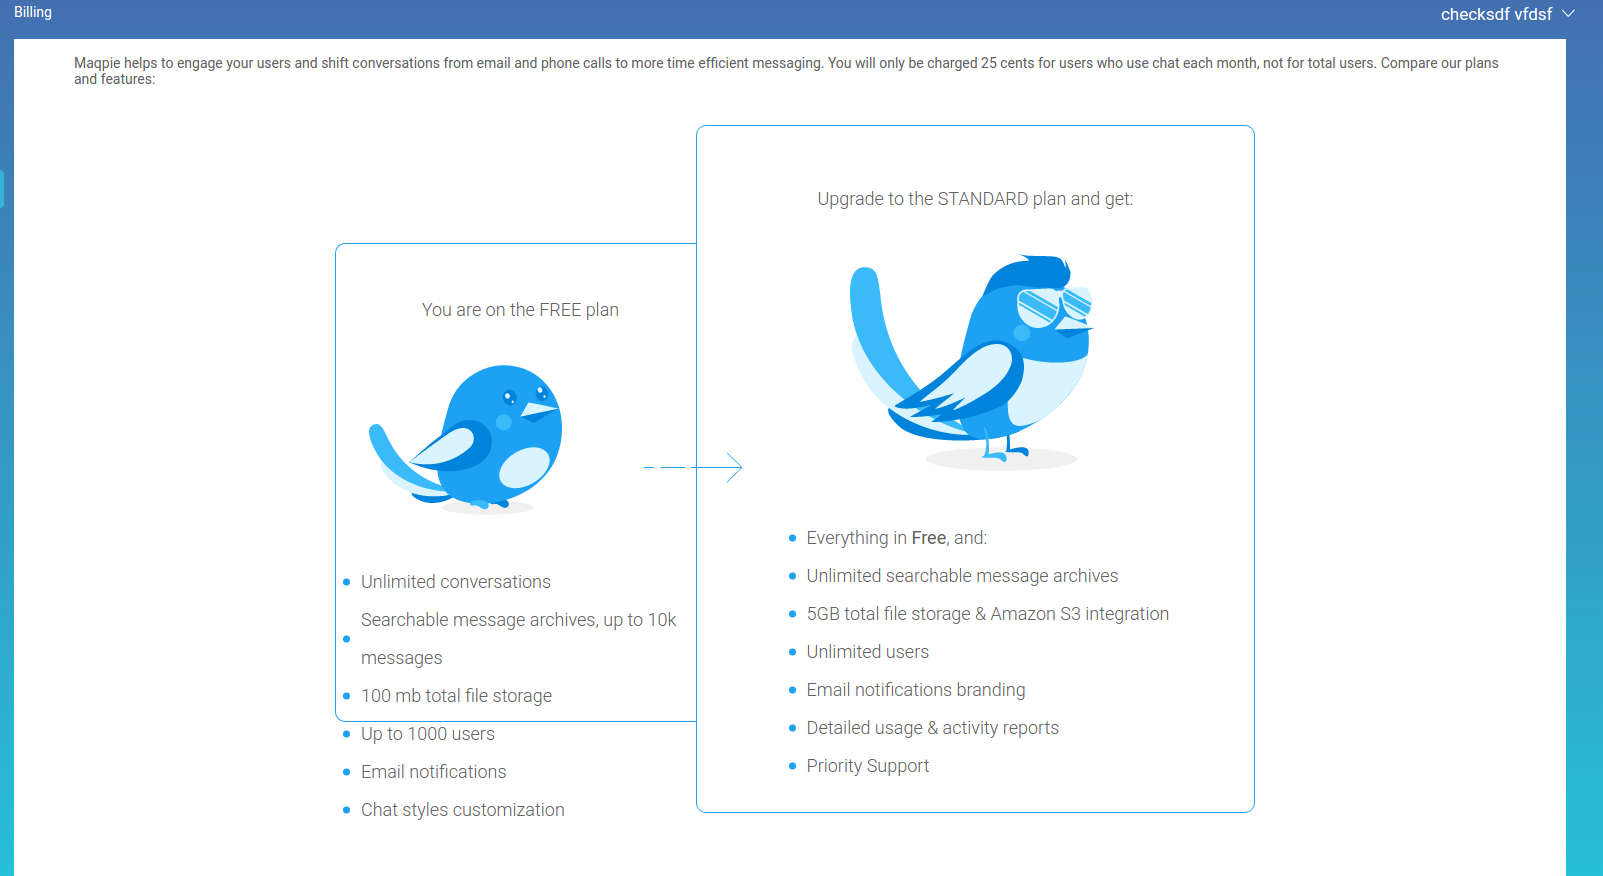 Billing
checksdf vfdsf
Maqpie helps to engage your users and shift conversations from email and phone calls to more time efficient messaging. You will only be charged 25 cents for users who use chat each month, not for total users. Compare our plans
and features:
Upgrade to the STANDARD plan and get:
You are on the FREE plan
Unlimited conversations
Searchable message archives, up to 10k
messages
100 mb total file storage
Up to 1000 users
Email notifications
Chat styles customization
Everything in Free, and:
Unlimited searchable message archives
5GB total file storage & Amazon S3 integration
Unlimited users
Email notifications branding
Detailed usage & activity reports
Priority Support